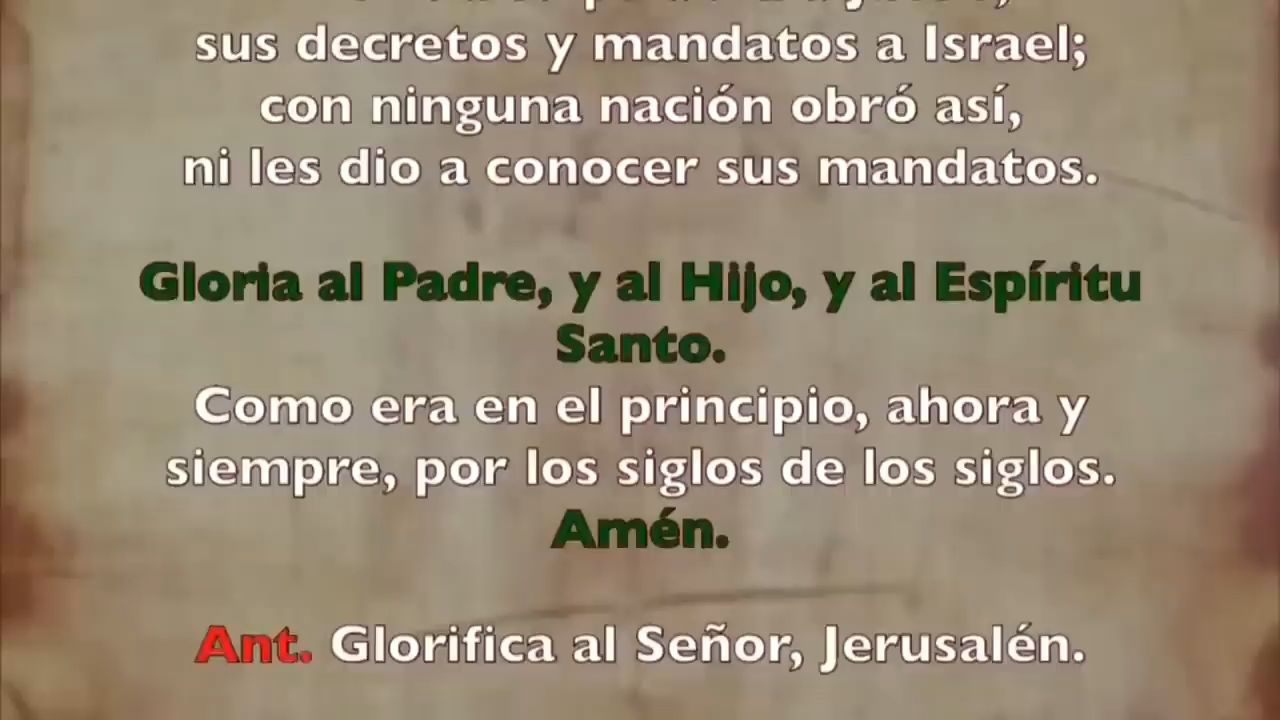 sus decretos y mandatos a Israel;
con ninguna nación obró así,
ni les dio a conocer sus mandatos.
Gloria al Padre, y al Hijo, y al Espíritu
Santo.
Como era en el principio, ahora y
siempre, por los siglos de los siglos.
Amén.
Ant. Glorifica al Señor, Jerusalén.